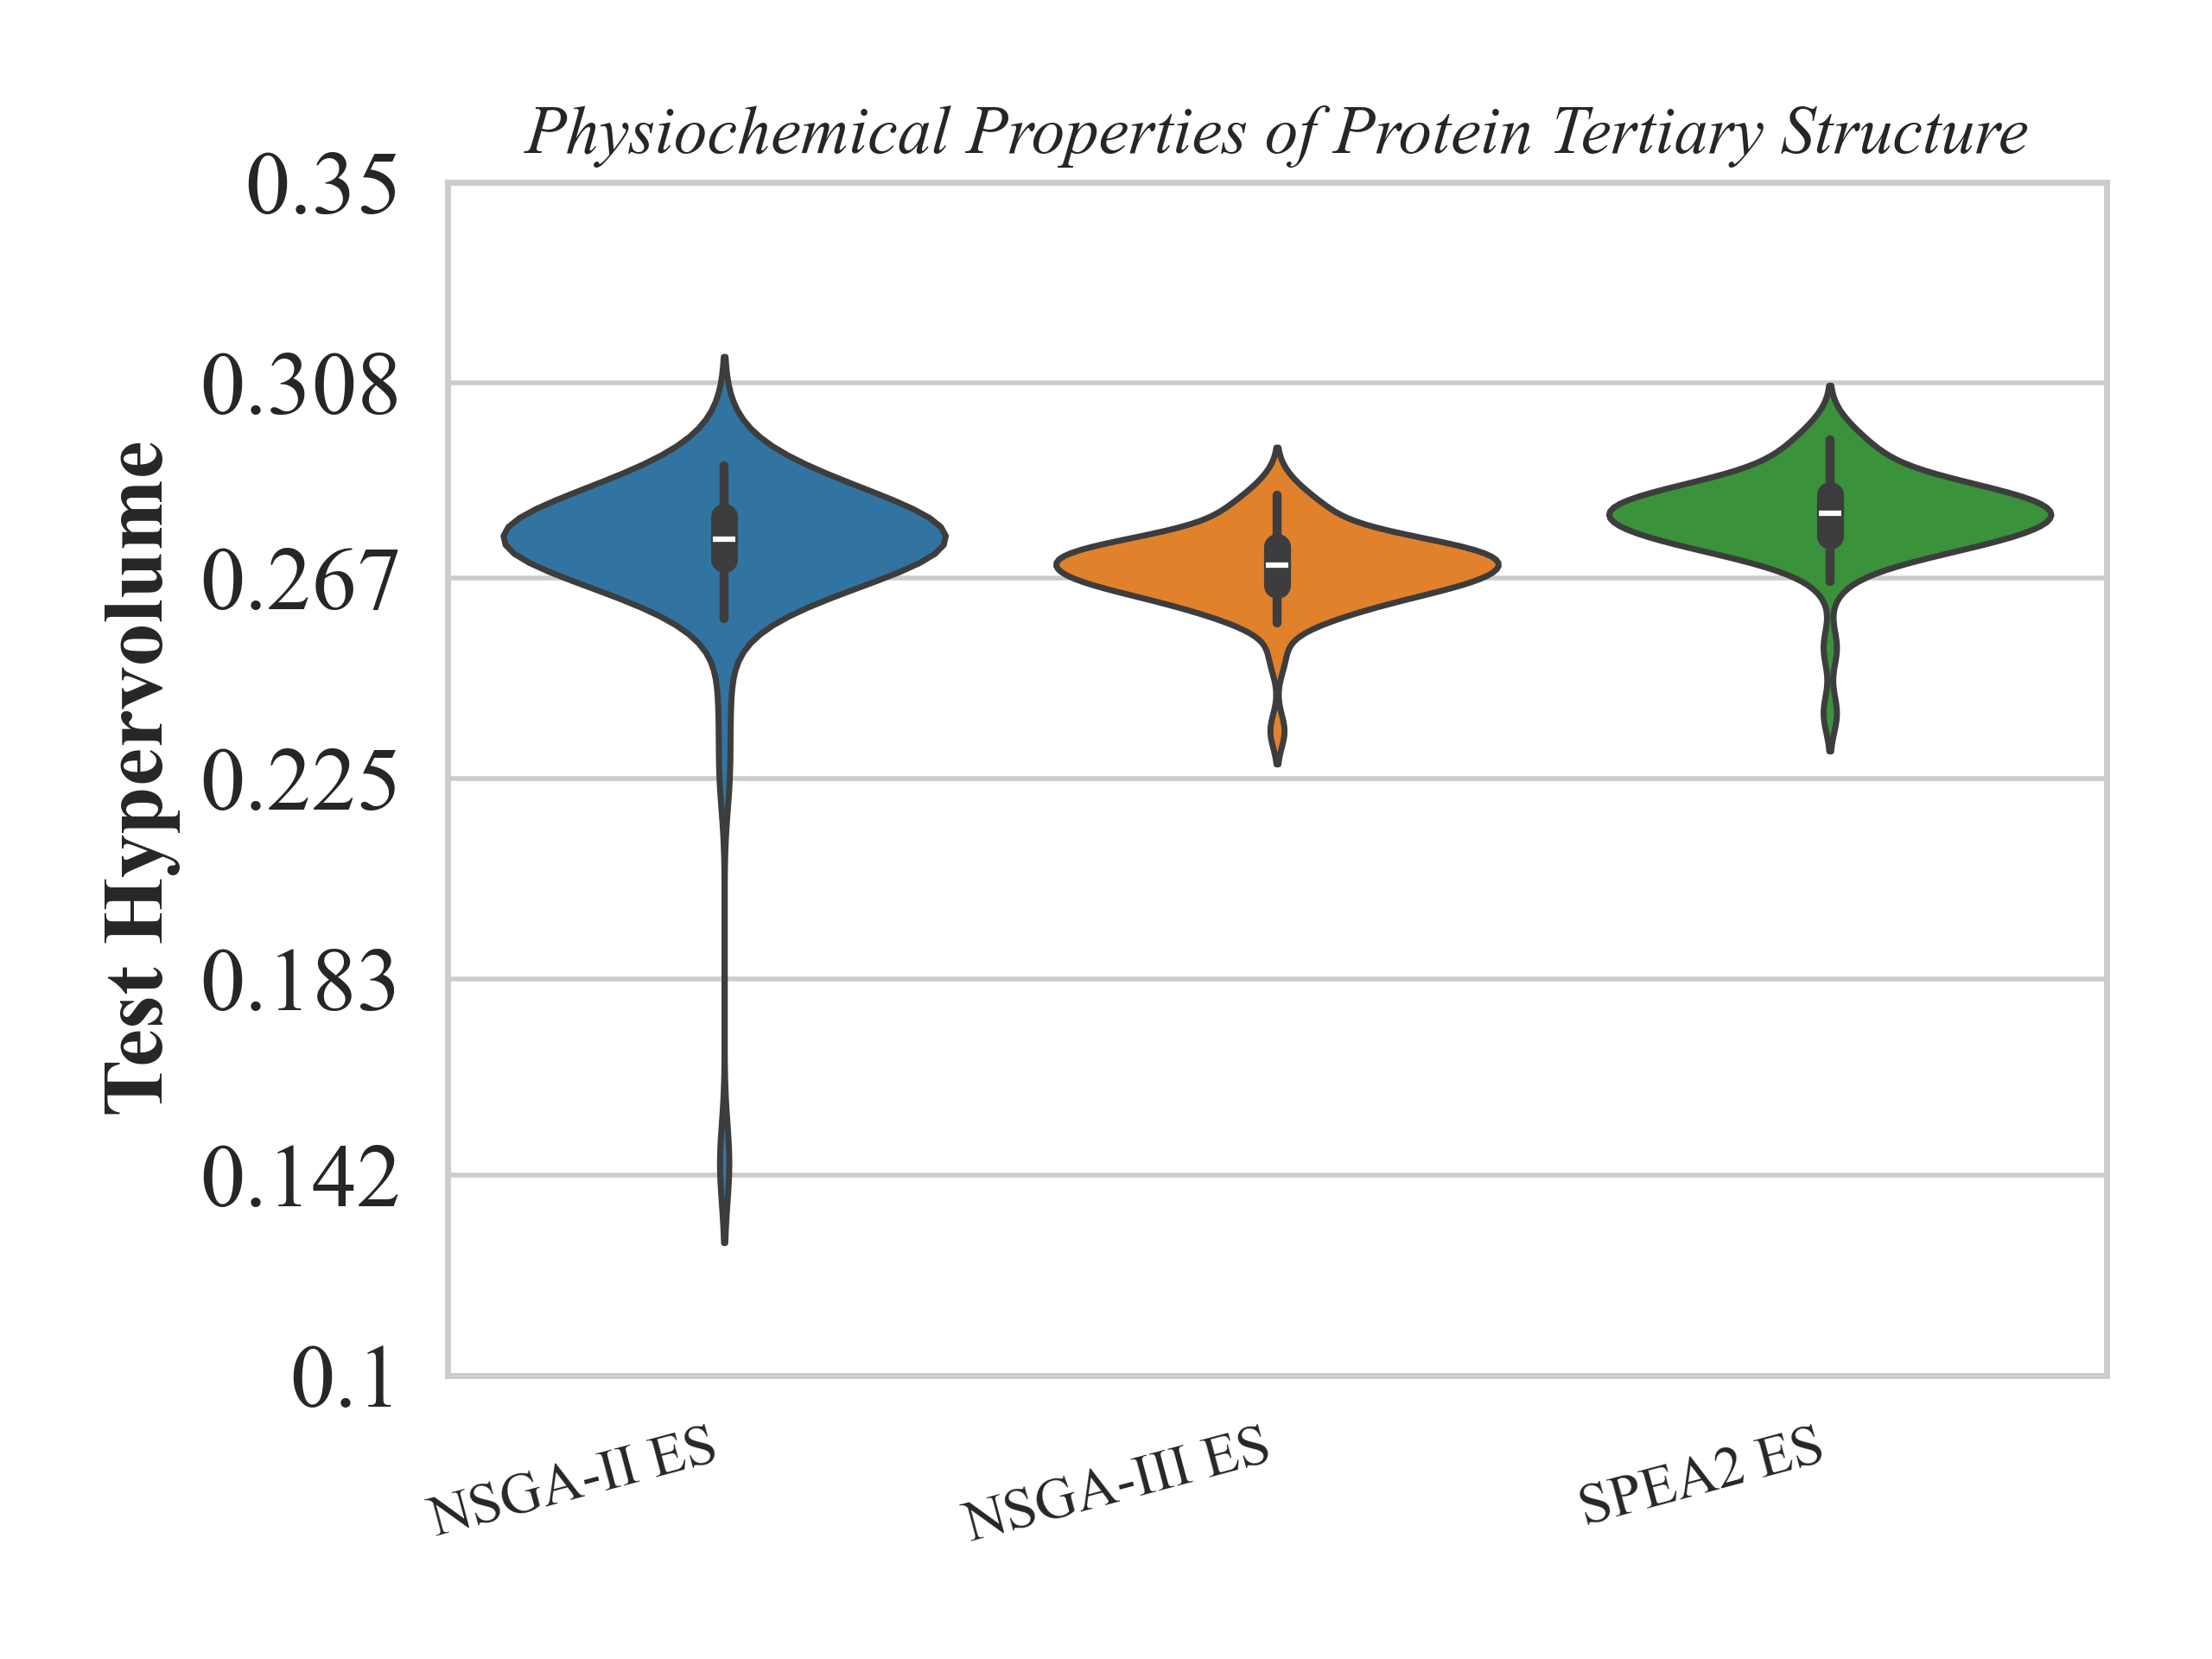 Physiochemical Properties of Protein Tertiary Structure
Test Hypervolume
0.35
0.308
0.267
0.225
0.183
0.142
0.1
NSGA-II ES
NSGA-III ES
SPEA2 ES